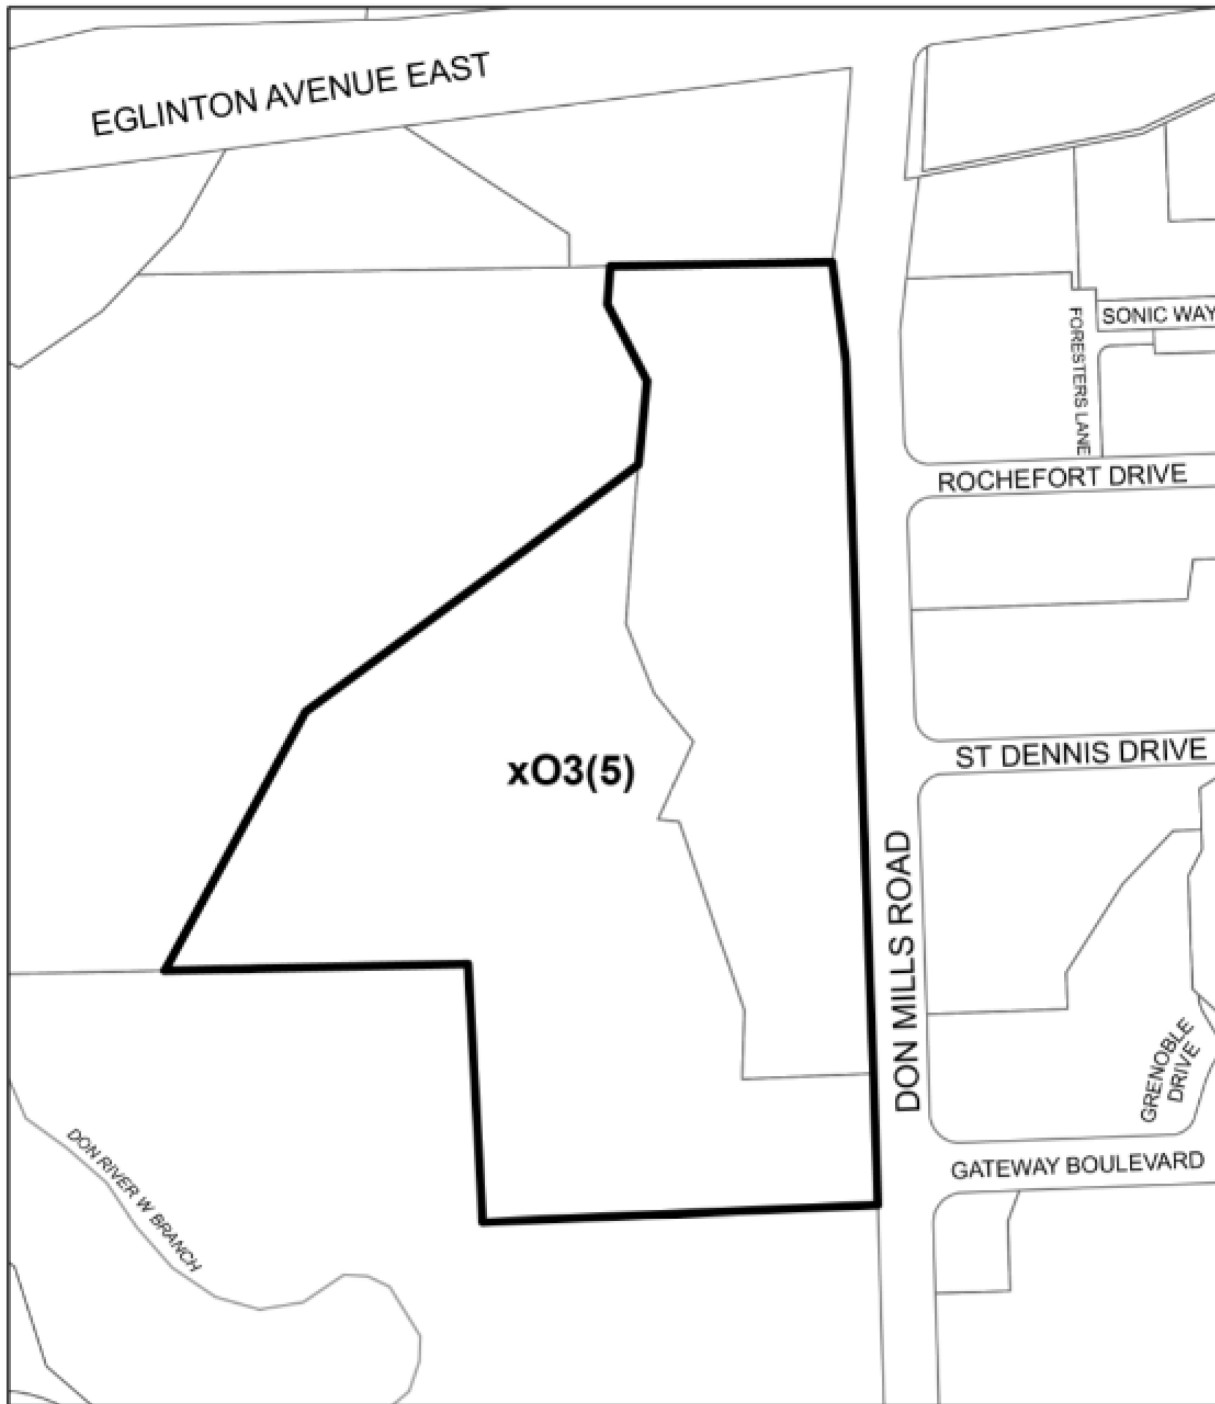 EGLINTON AVENUE EAST
SONIC WAY
FORESTERS LANE
ROCHEFORT DRIVE
ST DENNIS DRIVE
xO3(5)
DON MILLS ROAD
GRENOBLE
DRIVE
DON RIVER W BRANCH
GATEWAY BOULEVARD